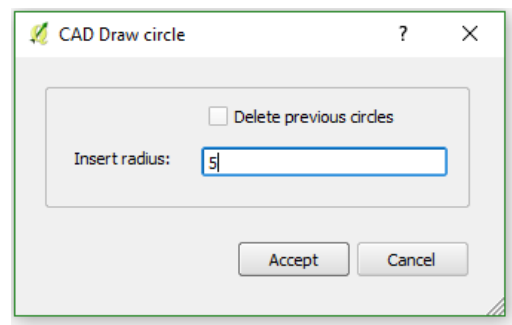 CAD Draw circle ?
Delete previous circles
Insert radius: 5
Accept Cancel